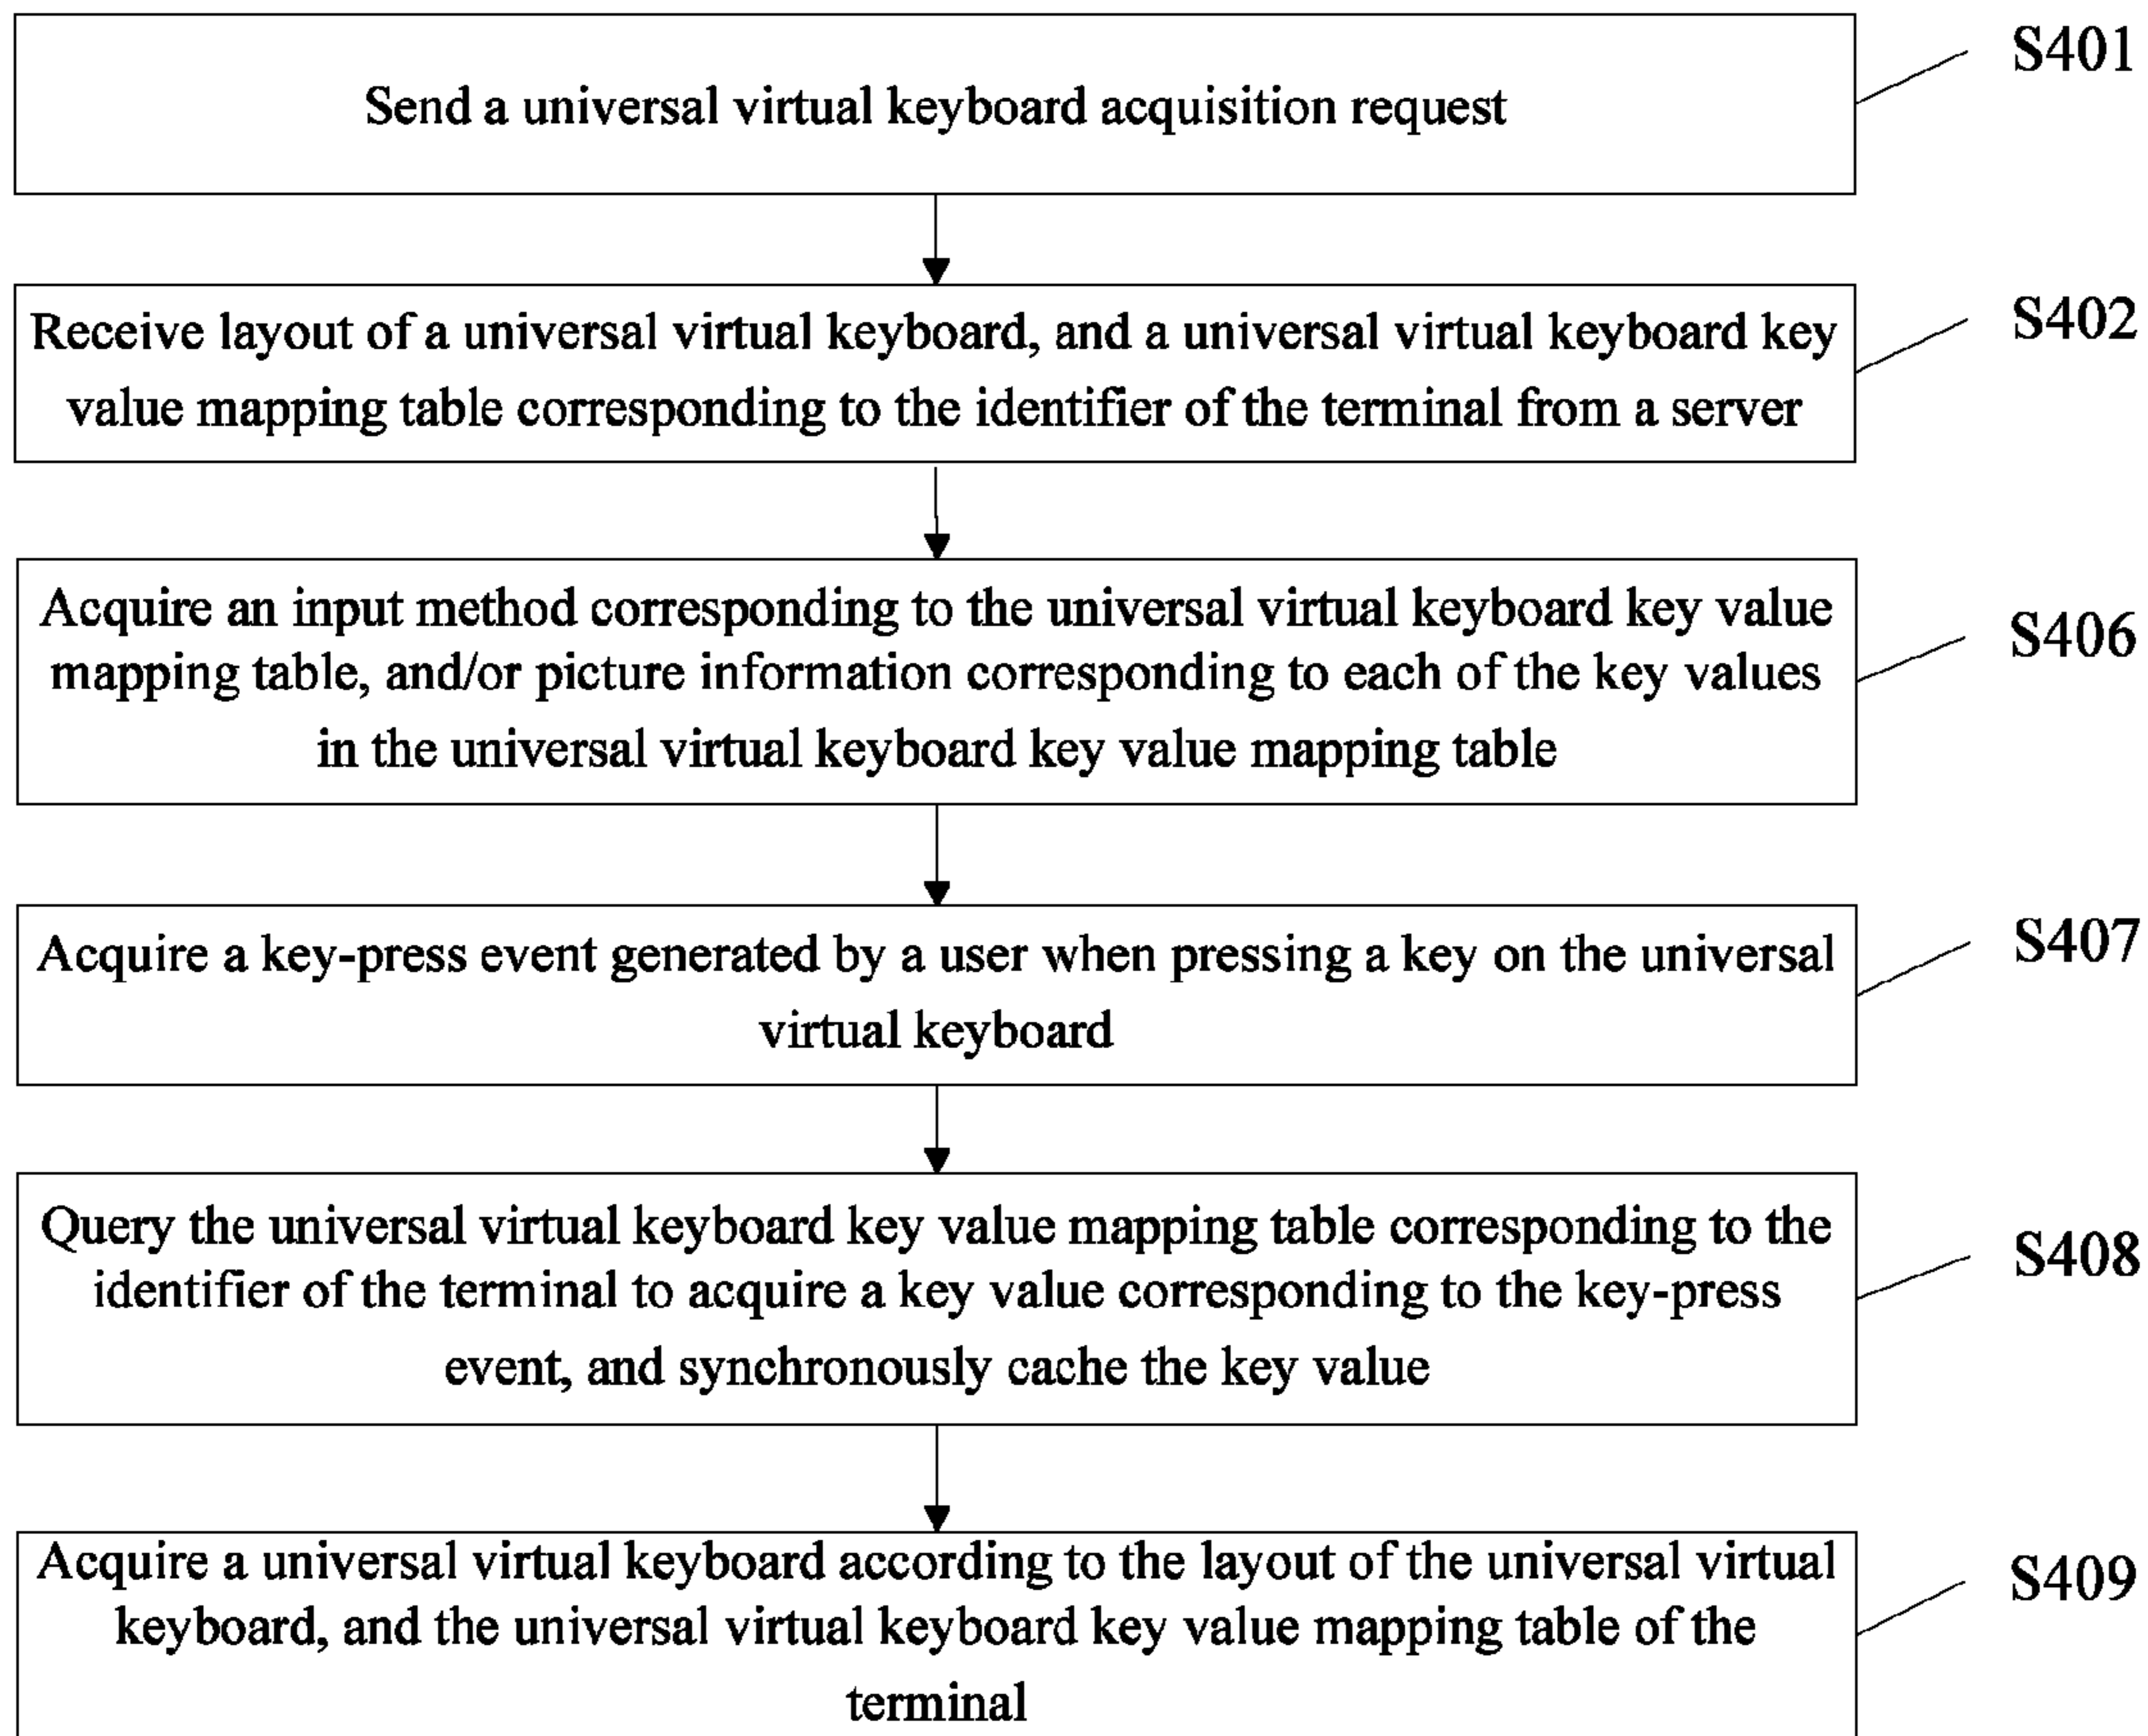 Send a universal virtual keyboard acquisition request
S401
Receive layout of a universal virtual keyboard, and a universal virtual keyboard key
value mapping table corresponding to the identifier of the terminal from a server
S402
Acquire an input method corresponding to the universal virtual keyboard key value
mapping table, and/or picture information corresponding to each of the key values
in the universal virtual keyboard key value mapping table
S406
Acquire a key-press event generated by a user when pressing a key on the universal
virtual keyboard
S407
Query the universal virtual keyboard key value mapping table corresponding to the
identifier of the terminal to acquire a key value corresponding to the key-press
event, and synchronously cache the key value
S408
Acquire a universal virtual keyboard according to the layout of the universal virtual
keyboard, and the universal virtual keyboard key value mapping table of the
terminal
S409